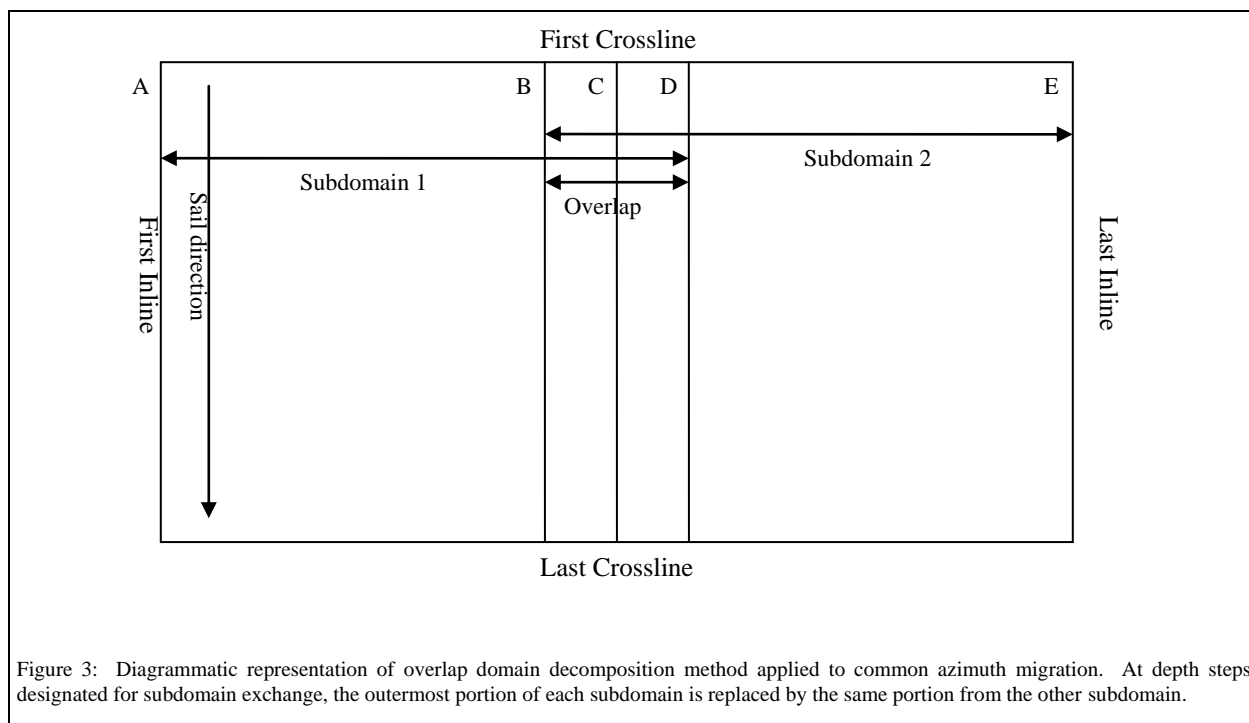 First Crossline
A
B
C
D
E
Subdomain 2
Subdomain 1
Overlap
Sail direction
First Inline
Last Inline
Last Crossline
Figure 3: Diagrammatic representation of overlap domain decomposition method applied to common azimuth migration. At depth steps
designated for subdomain exchange, the outermost portion of each subdomain is replaced by the same portion from the other subdomain.